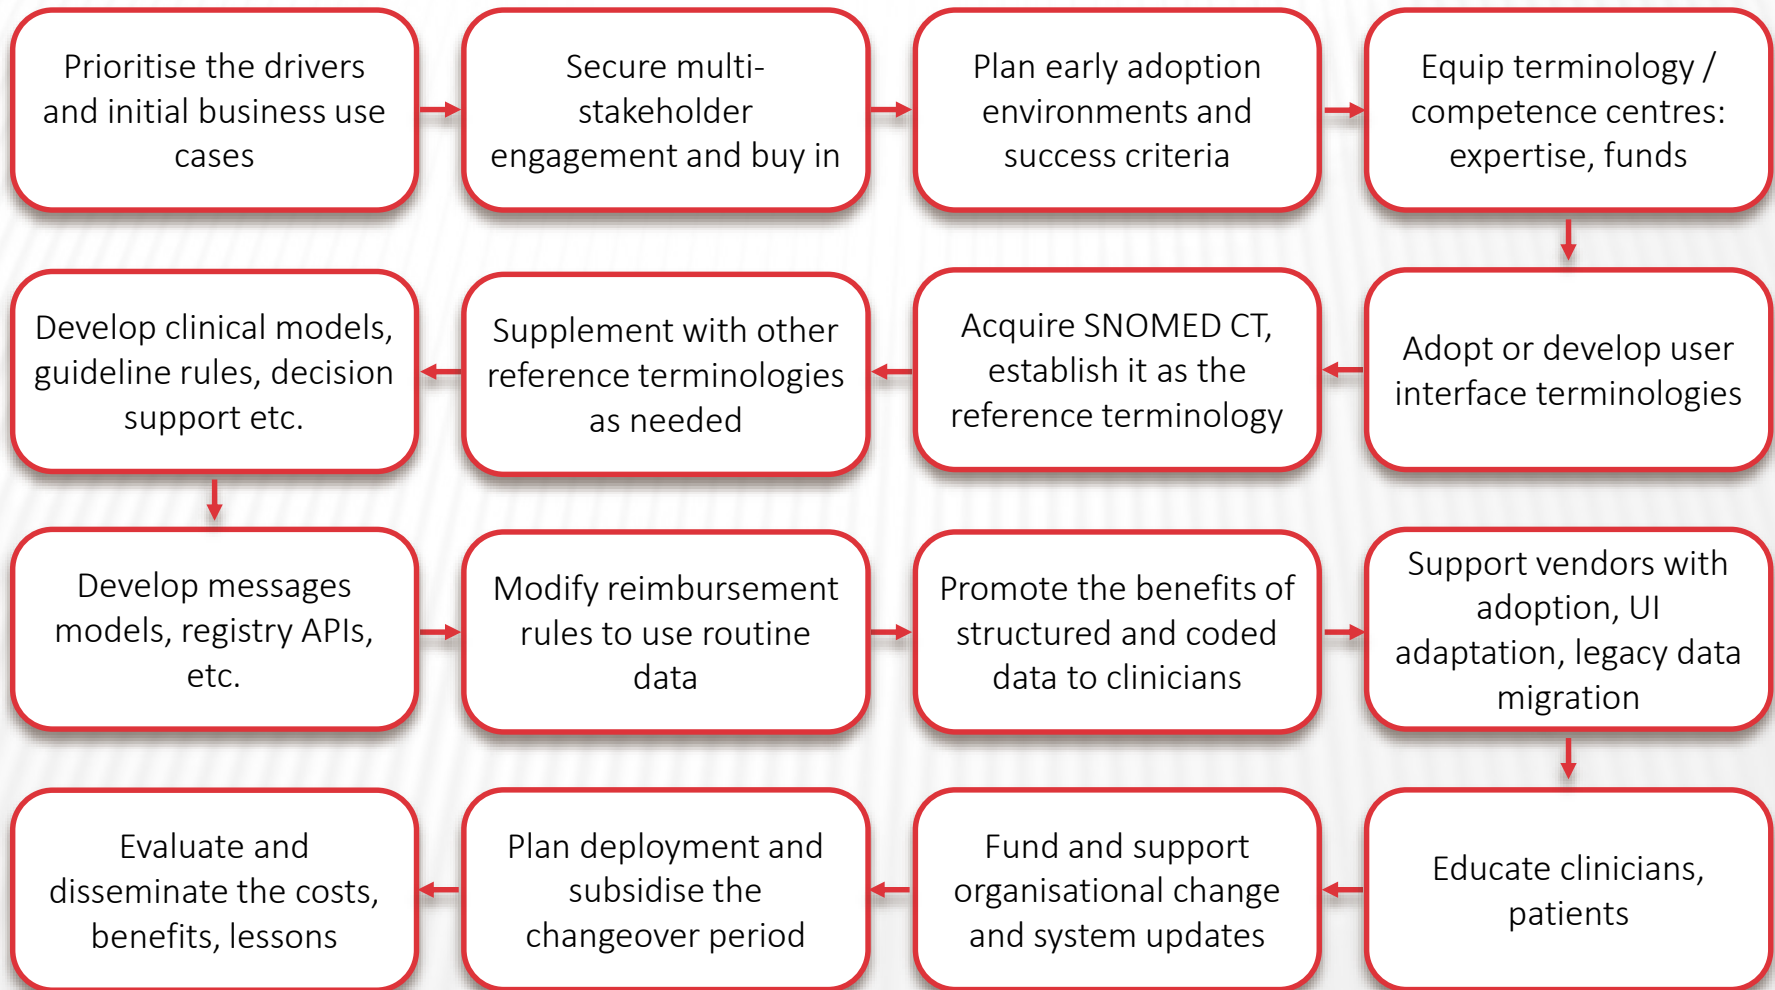 Prioritise the drivers
and initial business use
cases
Secure multi-
stakeholder
engagement and buy in
Plan early adoption
environments and
success criteria
Equip terminology /
competence centres:
expertise, funds
Adopt or develop user
interface terminologies
Acquire SNOMED CT,
establish it as the
reference terminology
Supplement with other
reference terminologies
as needed
Develop clinical models,
guideline rules, decision
support etc.
Develop messages
models, registry APIs,
etc.
Modify reimbursement
rules to use routine
data
Promote the benefits of
structured and coded
data to clinicians
Support vendors with
adoption, UI
adaptation, legacy data
migration
Educate clinicians,
patients
Fund and support
organisational change
and system updates
Plan deployment and
subsidise the
changeover period
Evaluate and
disseminate the costs,
benefits, lessons